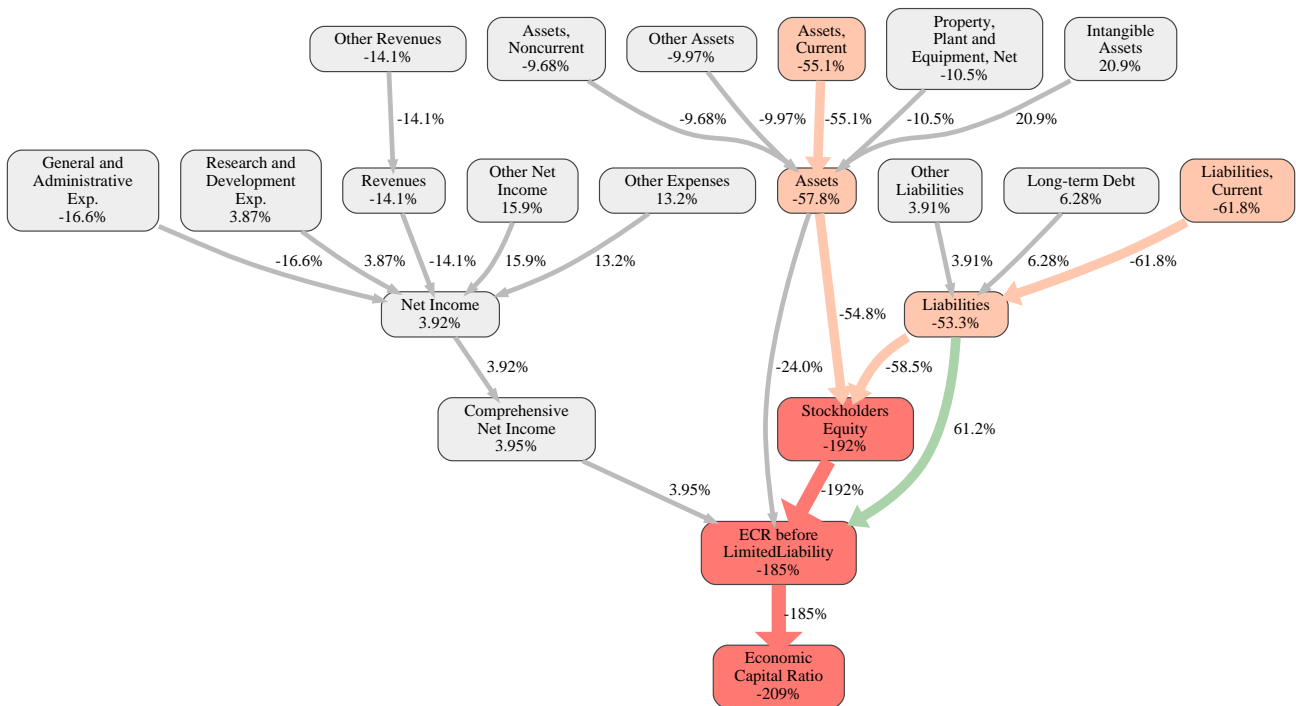 Other Revenues
-14.1%
Assets,
Noncurrent
-9.68%
Other Assets
-9.97%
Assets,
Current
-55.1%
Property,
Plant and
Equipment, Net
-10.5%
Intangible
Assets
20.9%
-14.1%
-9.68%
-9.97%
-55.1%
-10.5%
20.9%
General and
Administrative
Exp.
-16.6%
Research and
Development
Exp.
3.87%
Revenues
-14.1%
Other Net
Income
15.9%
Other Expenses
13.2%
Assets
-57.8%
Other
Liabilities
3.91%
Long-term Debt
6.28%
Liabilities,
Current
-61.8%
-16.6%
3.87%
-14.1%
15.9%
13.2%
3.91%
6.28%
-61.8%
Net Income
3.92%
-54.8%
Liabilities
-53.3%
3.92%
-24.0%
-58.5%
Comprehensive
Net Income
3.95%
Stockholders
Equity
-192%
61.2%
3.95%
-192%
ECR before
LimitedLiability
-185%
-185%
Economic
Capital Ratio
-209%